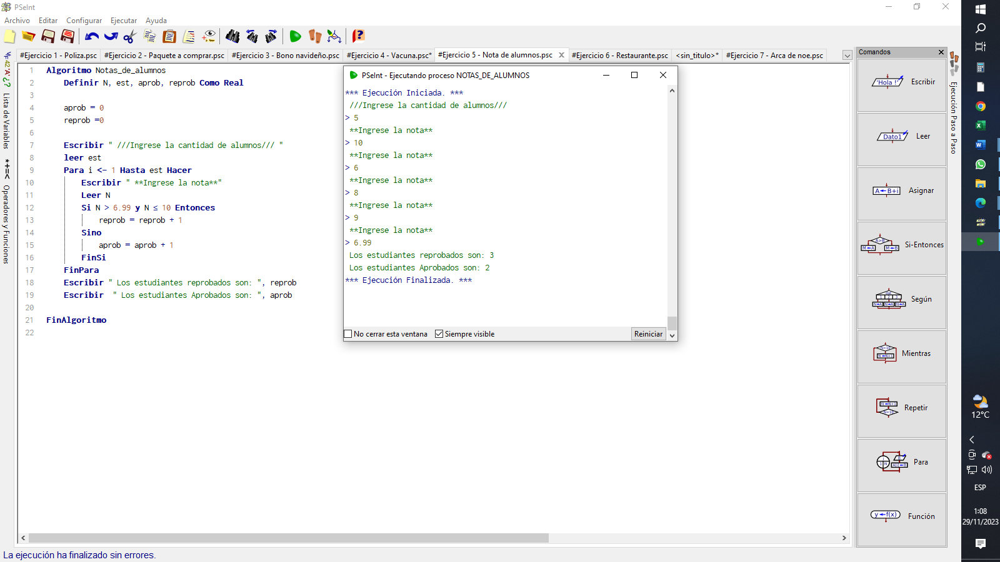 PSeInt
Archivo Editar Configurar Ejecutar Ayuda
#Ejercicio 1 - Poliza.psc #Ejercicio 2 - Paquete a comprar.psc #Ejercicio 3 - Bono navideño.psc #Ejercicio 4 - Vacuna.psc* #Ejercicio 5 - Nota de alumnos.psc #Ejercicio 6 - Restaurante.psc <sin_titulo>* #Ejercicio 7 - Arca de noe.psc
Lista de Variables
Operadores y Funciones
1 Algoritmo Notas_de_alumnos
2 Definir N, est, aprob, reprob Como Real
3
4 aprob = 0
5 reprob =0
6
7 Escribir " ///Ingrese la cantidad de alumnos/// "
8 leer est
9 Para i <- 1 Hasta est Hacer
10 Escribir " **Ingrese la nota**"
11 Leer N
12 Si N > 6.99 y N ≤ 10 Entonces
13 reprob = reprob + 1
14 Sino
15 aprob = aprob + 1
16 FinSi
17 FinPara
18 Escribir " Los estudiantes reprobados son: ", reprob
19 Escribir " Los estudiantes Aprobados son: ", aprob
20
21 FinAlgoritmo
22
PSeInt - Ejecutando proceso NOTAS_DE_ALUMNOS
*** Ejecución Iniciada. ***
///Ingrese la cantidad de alumnos///
> 5
**Ingrese la nota**
> 10
**Ingrese la nota**
> 6
**Ingrese la nota**
> 8
**Ingrese la nota**
> 9
**Ingrese la nota**
> 6.99
Los estudiantes reprobados son: 3
Los estudiantes Aprobados son: 2
*** Ejecución Finalizada. ***
No cerrar esta ventana Siempre visible Reiniciar
Comandos
'Hola !' Escribir
Dato1 Leer
A←B+i Asignar
A>B M←A M←B Si-Entonces
Según
Mientras
Repetir
Para
y←f(x) Función
Ejecución Paso a Paso
12°C
ESP
1:08
29/11/2023
La ejecución ha finalizado sin errores.